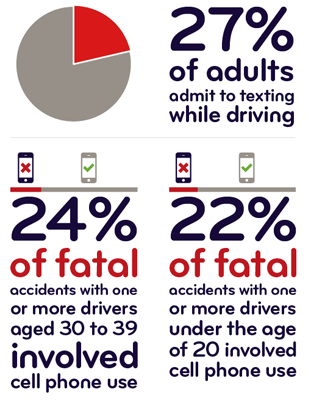 27%
of adults
admit to texting
while driving
24%
of fatal
accidents with one
or more drivers
aged 30 to 39
involved
cell phone use
22%
of fatal
accidents with one
or more drivers
under the age
of 20 involved
cell phone use